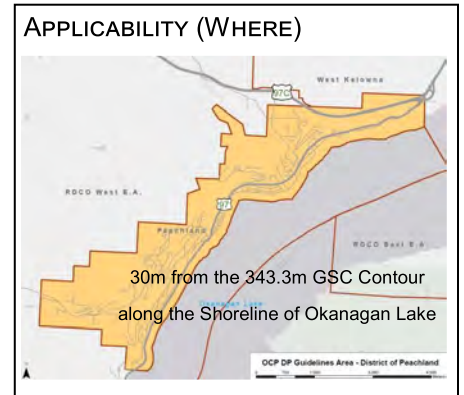 APPLICABILITY (WHERE)
West Kelowna
97C
RDCO West E.A.
97
Peachland
RDCO East E.A.
30m from the 343.3m GSC Contour
Okanagan Lake
along the Shoreline of Okanagan Lake
OCP DP Guidelines Area - District of Peachland